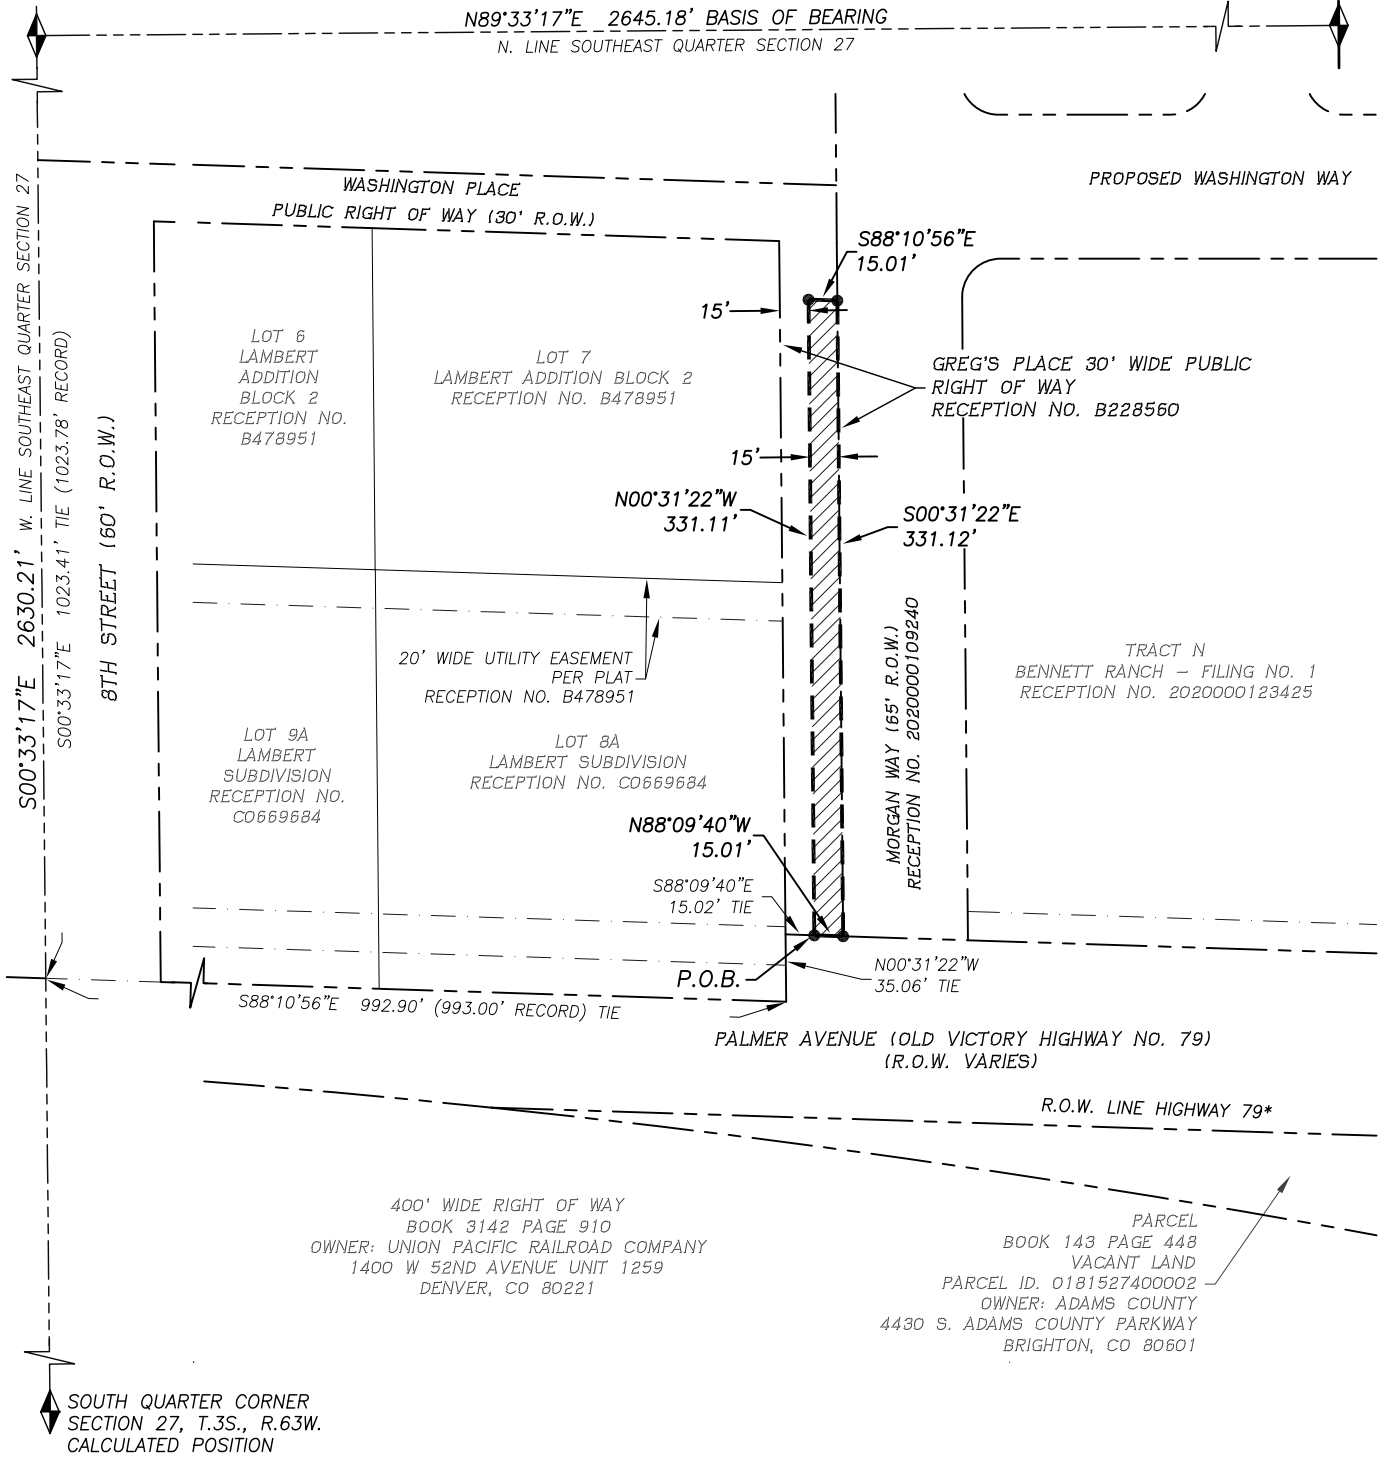 N89°33'17"E 2645.18' BASIS OF BEARING
N. LINE SOUTHEAST QUARTER SECTION 27
WASHINGTON PLACE
PUBLIC RIGHT OF WAY (30' R.O.W.)
PROPOSED WASHINGTON WAY
S88°10'56"E
15.01'
15'
S00°33'17"E 2630.21' W. LINE SOUTHEAST QUARTER SECTION 27
S00°33'17"E 1023.41' TIE (1023.78' RECORD)
8TH STREET (60' R.O.W.)
LOT 6
LAMBERT
ADDITION
BLOCK 2
RECEPTION NO.
B478951
LOT 7
LAMBERT ADDITION BLOCK 2
RECEPTION NO. B478951
GREG'S PLACE 30' WIDE PUBLIC
RIGHT OF WAY
RECEPTION NO. B228560
15'
N00°31'22"W
331.11'
S00°31'22"E
331.12'
20' WIDE UTILITY EASEMENT
PER PLAT
RECEPTION NO. B478951
MORGAN WAY (65' R.O.W.)
RECEPTION NO. 2020000109240
TRACT N
BENNETT RANCH – FILING NO. 1
RECEPTION NO. 2020000123425
LOT 9A
LAMBERT
SUBDIVISION
RECEPTION NO.
C0669684
LOT 8A
LAMBERT SUBDIVISION
RECEPTION NO. C0669684
N88°09'40"W
15.01'
S88°09'40"E
15.02' TIE
P.O.B.
N00°31'22"W
35.06' TIE
S88°10'56"E 992.90' (993.00' RECORD) TIE
PALMER AVENUE (OLD VICTORY HIGHWAY NO. 79)
(R.O.W. VARIES)
R.O.W. LINE HIGHWAY 79*
400' WIDE RIGHT OF WAY
BOOK 3142 PAGE 910
OWNER: UNION PACIFIC RAILROAD COMPANY
1400 W 52ND AVENUE UNIT 1259
DENVER, CO 80221
PARCEL
BOOK 143 PAGE 448
VACANT LAND
PARCEL ID. 0181527400002
OWNER: ADAMS COUNTY
4430 S. ADAMS COUNTY PARKWAY
BRIGHTON, CO 80601
SOUTH QUARTER CORNER
SECTION 27, T.3S., R.63W.
CALCULATED POSITION